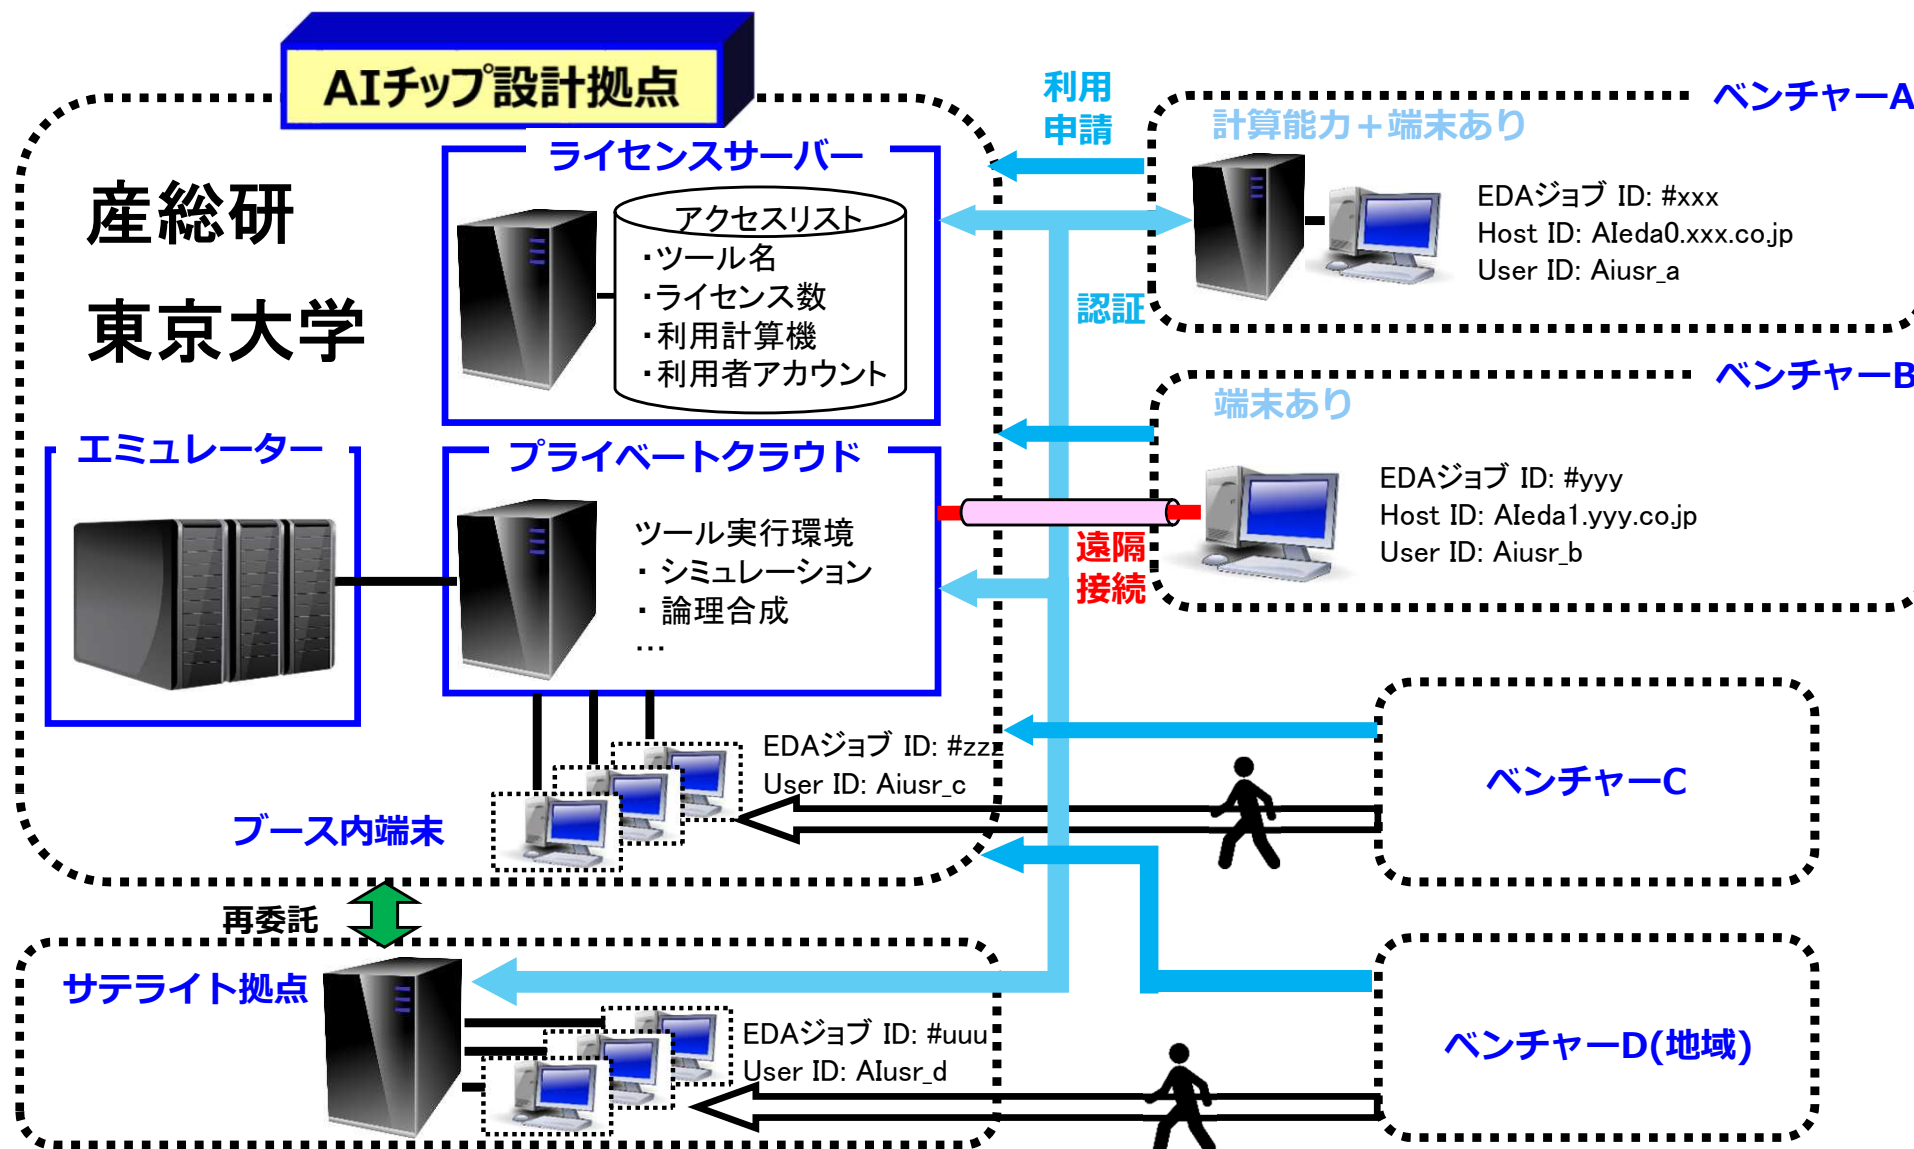 AIチップ設計拠点
産総研
東京大学
ライセンスサーバー
アクセスリスト
・ツール名
・ライセンス数
・利用計算機
・利用者アカウント
エミュレーター
プライベートクラウド
ツール実行環境
・ シミュレーション
・ 論理合成
…
EDAジョブ ID: #zzz
User ID: Aiusr_c
ブース内端末
再委託
サテライト拠点
EDAジョブ ID: #uuu
User ID: AIusr_d
利用
申請
認証
遠隔
接続
ベンチャーA
計算能力＋端末あり
EDAジョブ ID: #xxx
Host ID: AIeda0.xxx.co.jp
User ID: Aiusr_a
ベンチャーB
端末あり
EDAジョブ ID: #yyy
Host ID: AIeda1.yyy.co.jp
User ID: Aiusr_b
ベンチャーC
ベンチャーD(地域)